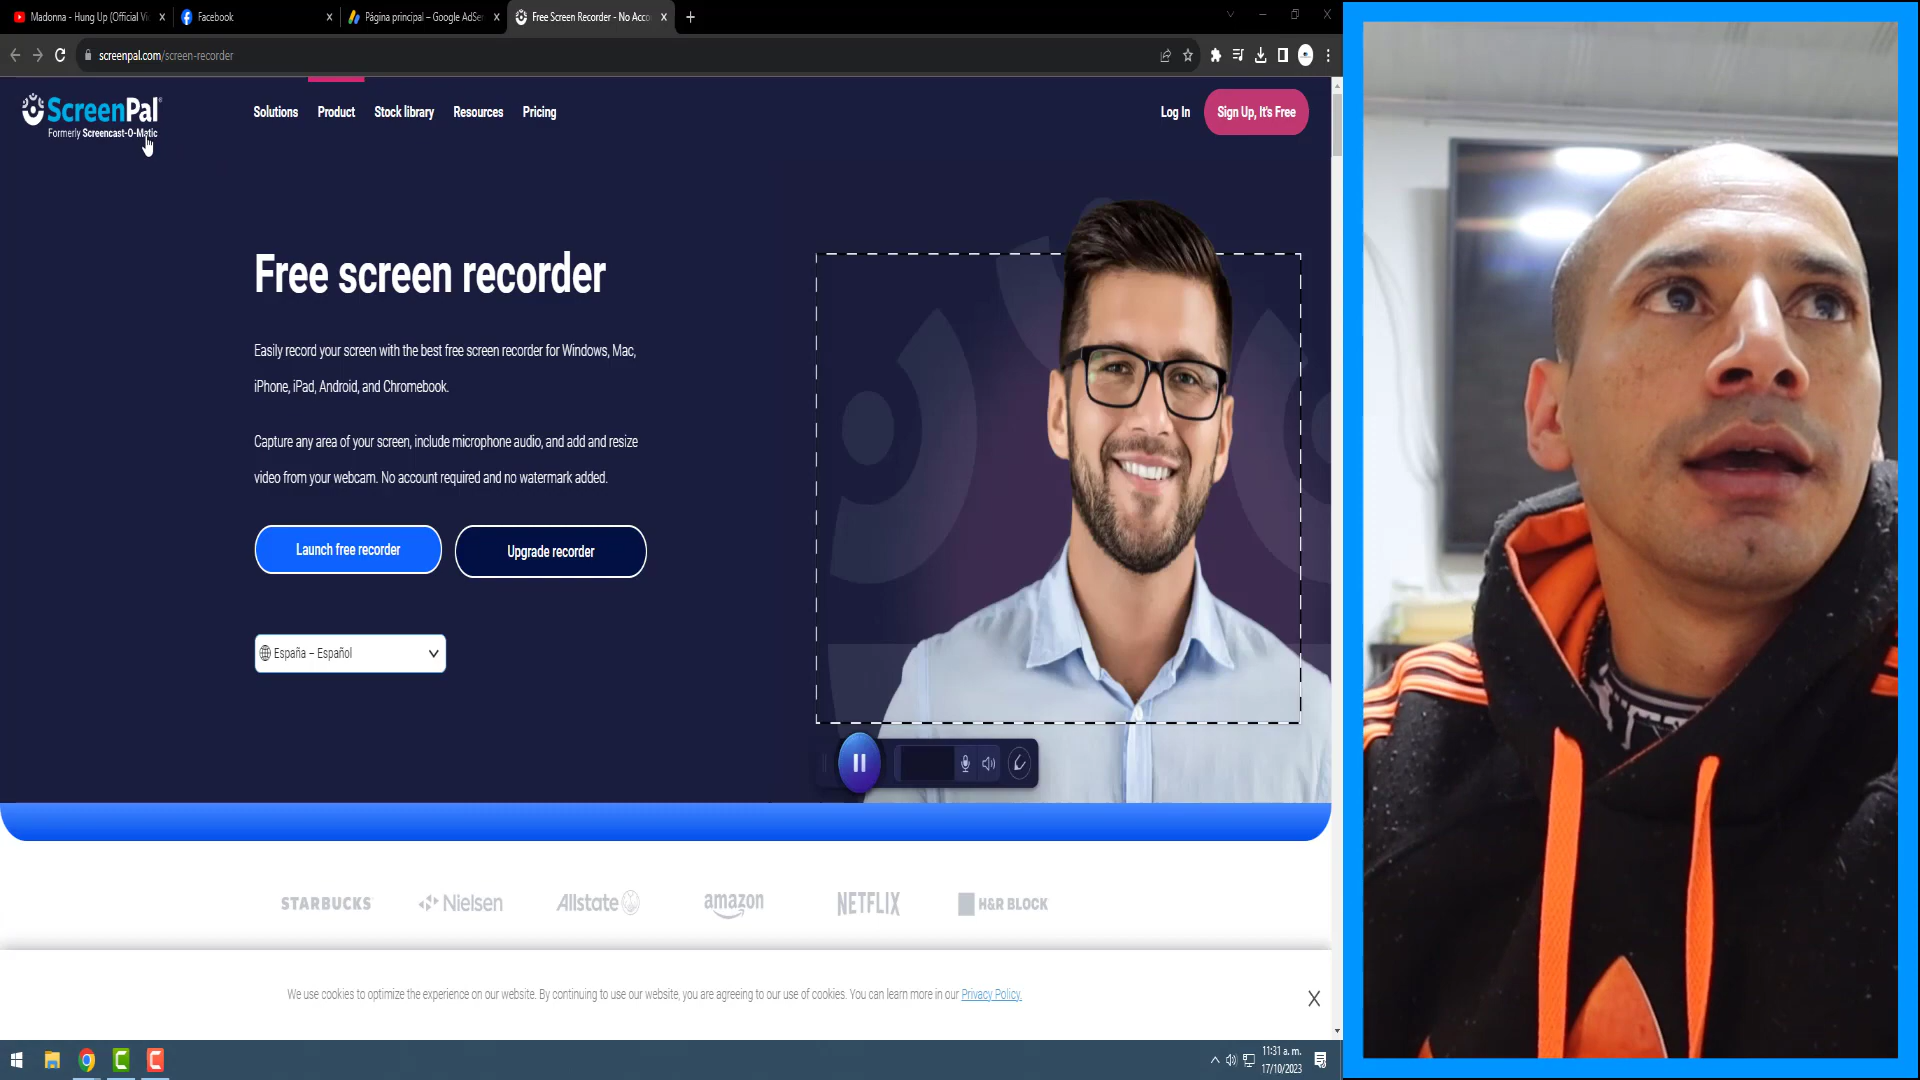 Madonna - Hung Up (Official Vi
Facebook
Página principal – Google AdSen
Free Screen Recorder - No Acco
screenpal.com/screen-recorder
ScreenPal
Formerly Screencast-O-Matic
Solutions
Product
Stock library
Resources
Pricing
Log In
Sign Up, It's Free
Free screen recorder
Easily record your screen with the best free screen recorder for Windows, Mac,
iPhone, iPad, Android, and Chromebook.
Capture any area of your screen, include microphone audio, and add and resize
video from your webcam. No account required and no watermark added.
Launch free recorder
Upgrade recorder
España – Español
STARBUCKS
Nielsen
Allstate
amazon
NETFLIX
H&R BLOCK
We use cookies to optimize the experience on our website. By continuing to use our website, you are agreeing to our use of cookies. You can learn more in our Privacy Policy.
X
11:31 a. m.
17/10/2023